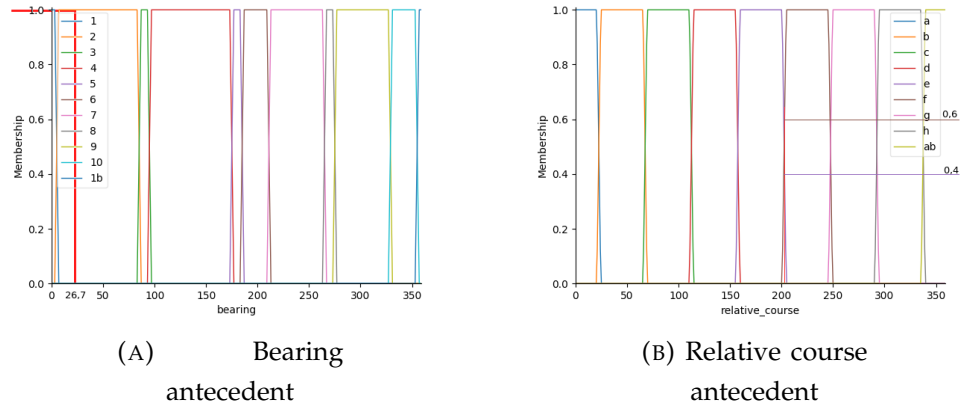 1.0
0.8
0.6
0.4
0.2
0.0
Membership
1
2
3
4
5
6
7
8
9
10
1b
0 26,7 50 100 150 200 250 300 350
bearing
(A) Bearing
antecedent
1.0
0.8
0.6
0.4
0.2
0.0
Membership
a
b
c
d
e
f
g
h
ab
0,6
0,4
0 50 100 150 200 250 300 350
relative_course
(B) Relative course
antecedent